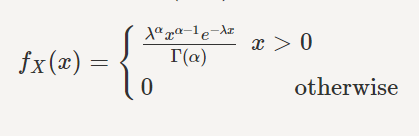 f_X(x) = { λ^α x^{α−1} e^{−λx} / Γ(α)   x > 0
0   otherwise